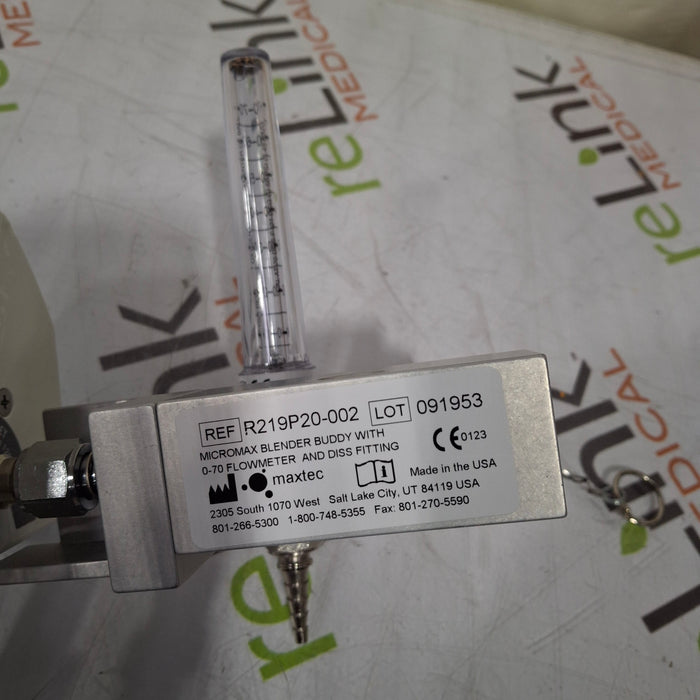 reLink
MEDICAL
reLink
MEDICAL
reLink
MEDICAL
REF R219P20-002 LOT 091953
MICROMAX BLENDER BUDDY WITH
0-70 FLOWMETER AND DISS FITTING
CE 0123
maxtec
Made in the USA
2305 South 1070 West Salt Lake City, UT 84119 USA
801-266-5300 1-800-748-5355 Fax: 801-270-5590